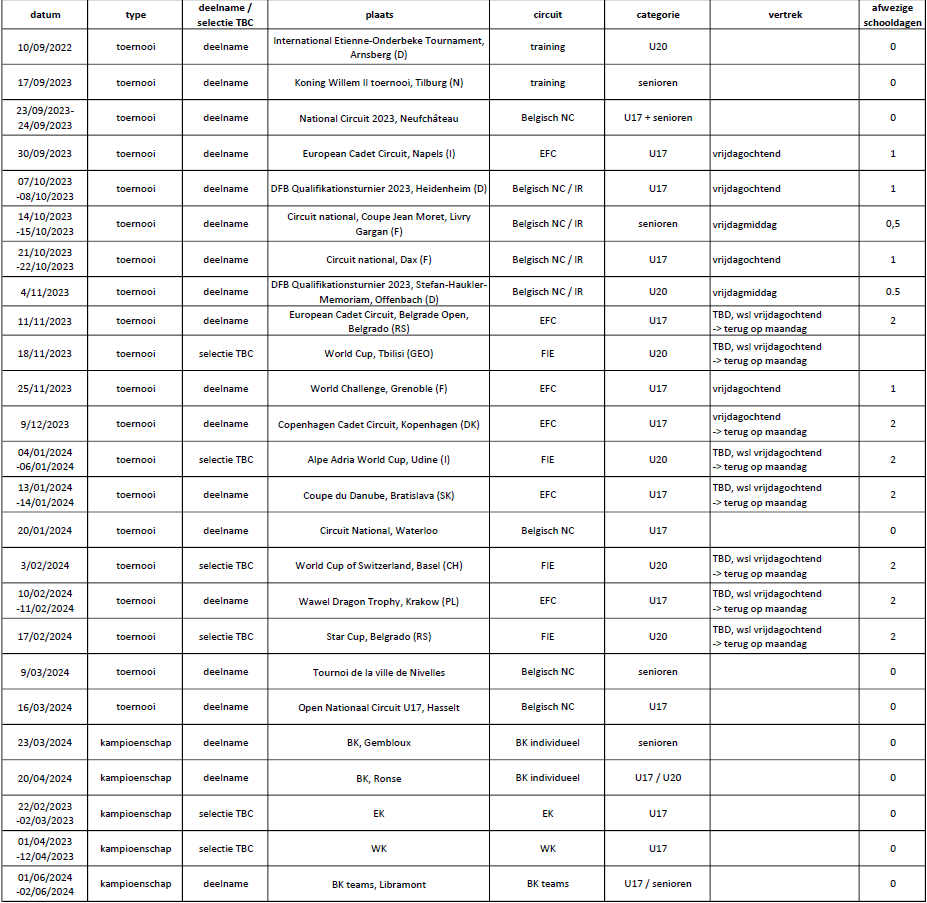 datum type deelname / selectie TBC plaats circuit categorie vertrek afwezige schooldagen
10/09/2022 toernooi deelname International Etienne-Onderbeke Tournament, Arnsberg (D) training U20 0
17/09/2023 toernooi deelname Koning Willem II toernooi, Tilburg (N) training senioren 0
23/09/2023-24/09/2023 toernooi deelname National Circuit 2023, Neufchâteau Belgisch NC U17 + senioren 0
30/09/2023 toernooi deelname European Cadet Circuit, Napels (I) EFC U17 vrijdagochtend 1
07/10/2023 -08/10/2023 toernooi deelname DFB Qualifikationsturnier 2023, Heidenheim (D) Belgisch NC / IR U17 vrijdagochtend 1
14/10/2023 -15/10/2023 toernooi deelname Circuit national, Coupe Jean Moret, Livry Gargan (F) Belgisch NC / IR senioren vrijdagmiddag 0,5
21/10/2023 -22/10/2023 toernooi deelname Circuit national, Dax (F) Belgisch NC / IR U17 vrijdagochtend 1
4/11/2023 toernooi deelname DFB Qualifikationsturnier 2023, Stefan-Haukler-Memoriam, Offenbach (D) Belgisch NC / IR U20 vrijdagmiddag 0.5
11/11/2023 toernooi deelname European Cadet Circuit, Belgrade Open, Belgrado (RS) EFC U17 TBD, wsl vrijdagochtend -> terug op maandag 2
18/11/2023 toernooi selectie TBC World Cup, Tbilisi (GEO) FIE U20 TBD, wsl vrijdagochtend -> terug op maandag
25/11/2023 toernooi deelname World Challenge, Grenoble (F) EFC U17 vrijdagochtend 1
9/12/2023 toernooi deelname Copenhagen Cadet Circuit, Kopenhagen (DK) EFC U17 vrijdagochtend -> terug op maandag 2
04/01/2024 -06/01/2024 toernooi selectie TBC Alpe Adria World Cup, Udine (I) FIE U20 TBD, wsl vrijdagochtend -> terug op maandag 2
13/01/2024 -14/01/2024 toernooi deelname Coupe du Danube, Bratislava (SK) EFC U17 TBD, wsl vrijdagochtend -> terug op maandag 2
20/01/2024 toernooi deelname Circuit National, Waterloo Belgisch NC U17 0
3/02/2024 toernooi selectie TBC World Cup of Switzerland, Basel (CH) FIE U20 TBD, wsl vrijdagochtend -> terug op maandag 2
10/02/2024 -11/02/2024 toernooi deelname Wawel Dragon Trophy, Krakow (PL) EFC U17 TBD, wsl vrijdagochtend -> terug op maandag 2
17/02/2024 toernooi selectie TBC Star Cup, Belgrado (RS) FIE U20 TBD, wsl vrijdagochtend -> terug op maandag 2
9/03/2024 toernooi deelname Tournoi de la ville de Nivelles Belgisch NC senioren 0
16/03/2024 toernooi deelname Open Nationaal Circuit U17, Hasselt Belgisch NC U17 0
23/03/2024 kampioenschap deelname BK, Gembloux BK individueel senioren 0
20/04/2024 kampioenschap deelname BK, Ronse BK individueel U17 / U20 0
22/02/2023 -02/03/2023 kampioenschap selectie TBC EK EK U17 0
01/04/2023 -12/04/2023 kampioenschap selectie TBC WK WK U17 0
01/06/2024 -02/06/2024 kampioenschap deelname BK teams, Libramont BK teams U17 / senioren 0